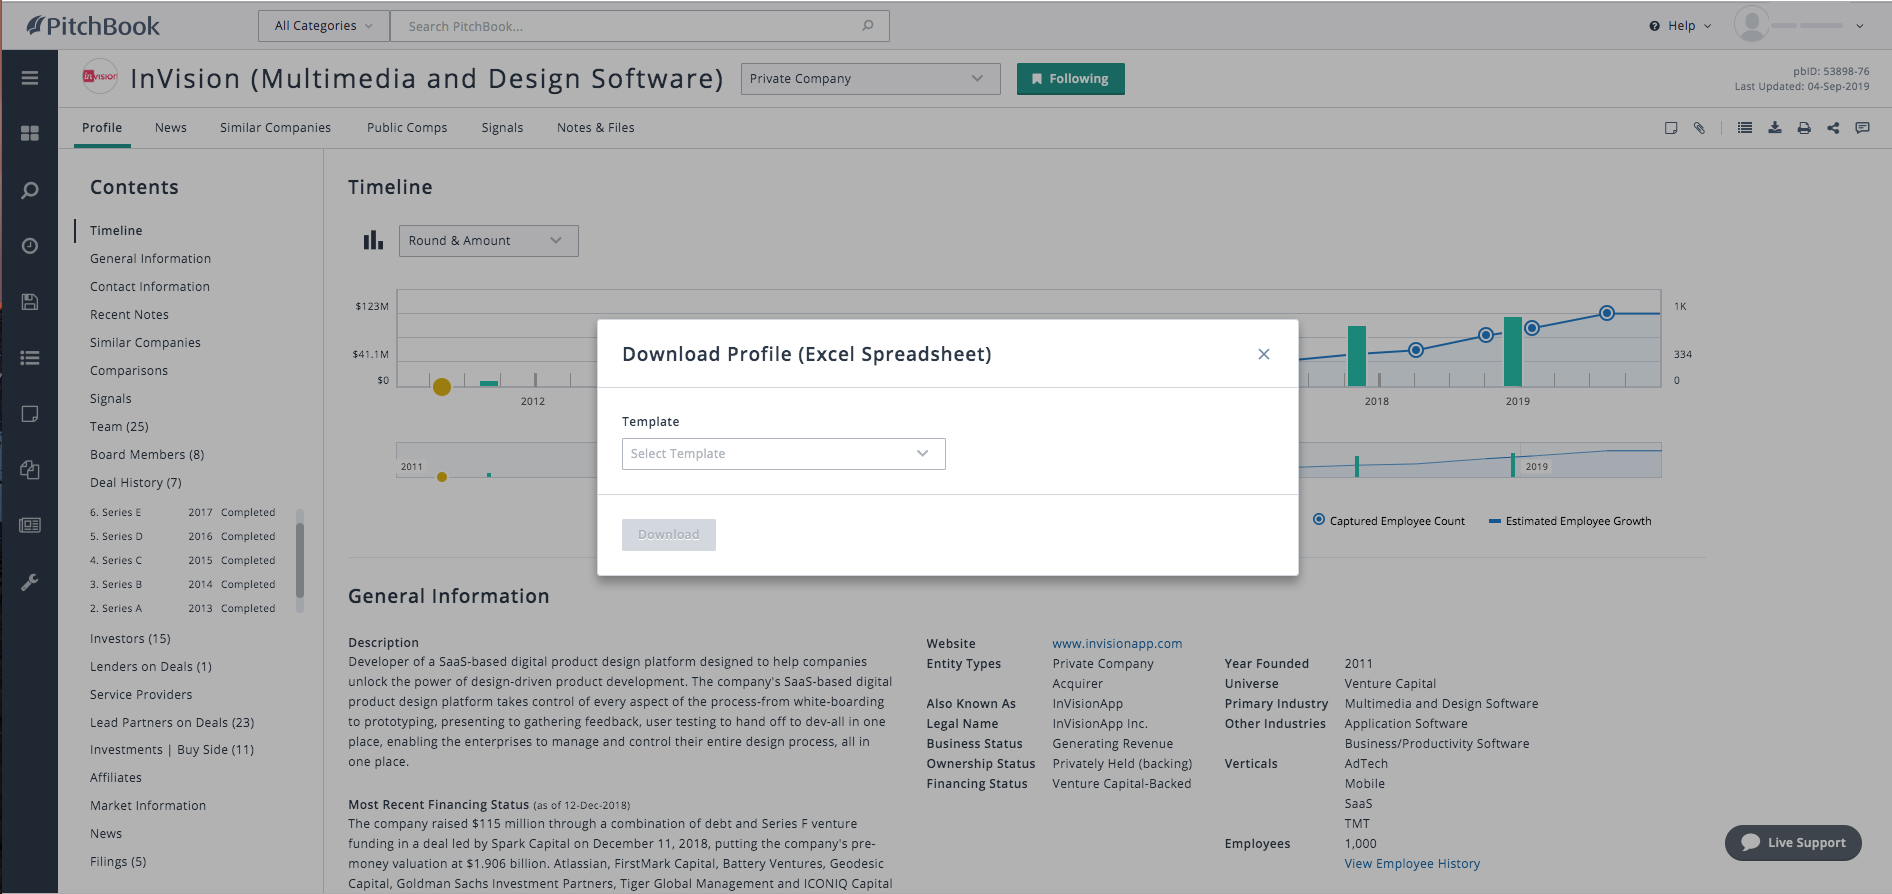 PitchBook
All Categories
Search PitchBook...
Help
inVision
InVision (Multimedia and Design Software)
Private Company
Following
pbID: 53898-76
Last Updated: 04-Sep-2019
Profile News Similar Companies Public Comps Signals Notes & Files
Contents
Timeline
General Information
Contact Information
Recent Notes
Similar Companies
Comparisons
Signals
Team (25)
Board Members (8)
Deal History (7)
6. Series E 2017 Completed
5. Series D 2016 Completed
4. Series C 2015 Completed
3. Series B 2014 Completed
2. Series A 2013 Completed
Investors (15)
Lenders on Deals (1)
Service Providers
Lead Partners on Deals (23)
Investments | Buy Side (11)
Affiliates
Market Information
News
Filings (5)
Timeline
Round & Amount
$123M
$41.1M
$0
1K
334
0
2012 2018 2019
2011 2019
Captured Employee Count Estimated Employee Growth
Download Profile (Excel Spreadsheet)
Template
Select Template
Download
General Information
Description
Developer of a SaaS-based digital product design platform designed to help companies
unlock the power of design-driven product development. The company's SaaS-based digital
product design platform takes control of every aspect of the process-from white-boarding
to prototyping, presenting to gathering feedback, user testing to hand off to dev-all in one
place, enabling the enterprises to manage and control their entire design process, all in
one place.
Most Recent Financing Status (as of 12-Dec-2018)
The company raised $115 million through a combination of debt and Series F venture
funding in a deal led by Spark Capital on December 11, 2018, putting the company's pre-
money valuation at $1.906 billion. Atlassian, FirstMark Capital, Battery Ventures, Geodesic
Capital, Goldman Sachs Investment Partners, Tiger Global Management and ICONIQ Capital
Website www.invisionapp.com
Entity Types Private Company
Acquirer
Also Known As InVisionApp
Legal Name InVisionApp Inc.
Business Status Generating Revenue
Ownership Status Privately Held (backing)
Financing Status Venture Capital-Backed
Year Founded 2011
Universe Venture Capital
Primary Industry Multimedia and Design Software
Other Industries Application Software
Business/Productivity Software
Verticals AdTech
Mobile
SaaS
TMT
Employees 1,000
View Employee History
Live Support